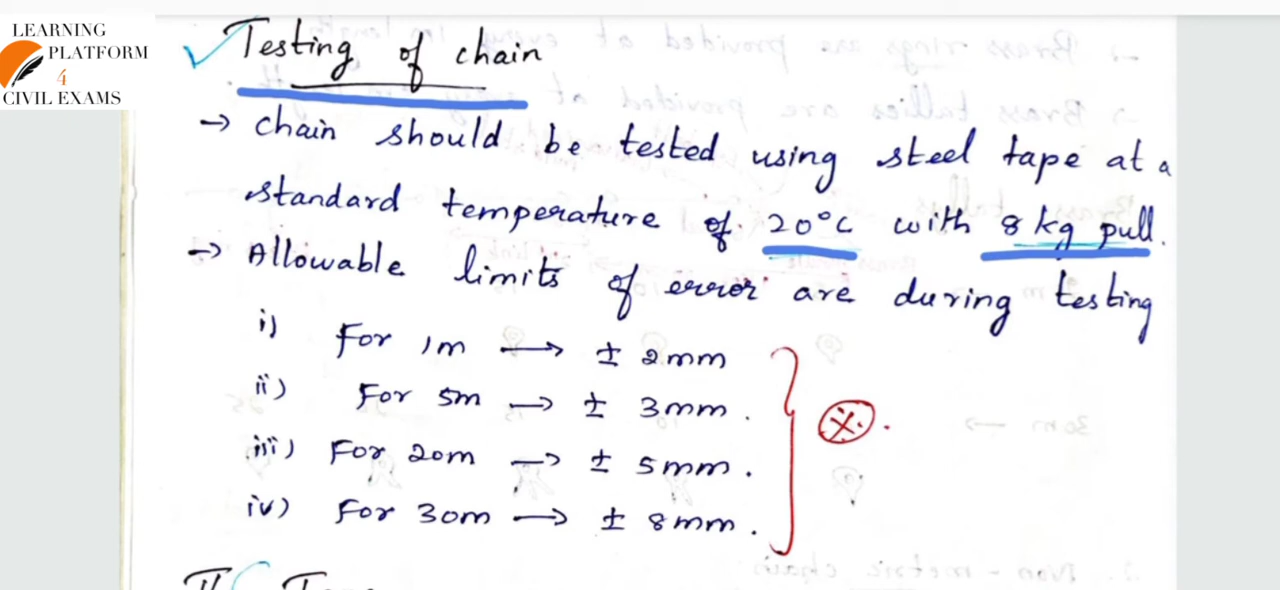 LEARNING
PLATFORM
4
CIVIL EXAMS
Testing of chain
→ chain should be tested using steel tape at a
standard temperature of 20°C with 8 kg pull.
→ Allowable limits of error are during testing
i) For 1m → ± 2mm
ii) For 5m → ± 3mm.
iii) For 20m → ± 5mm.
iv) For 30m → ± 8mm.